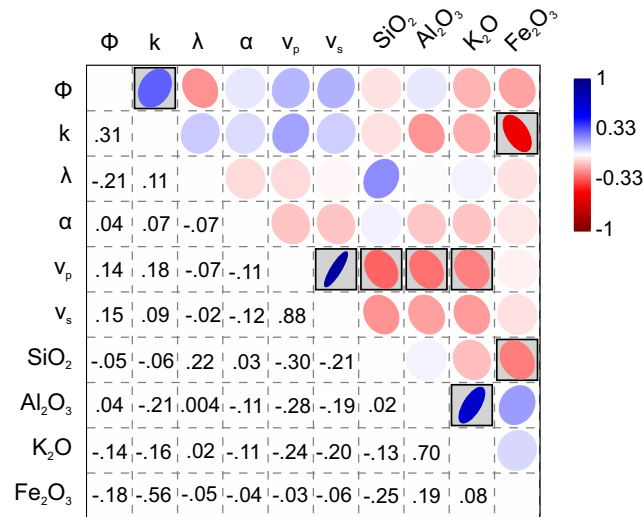 Φ k λ α vₚ vₛ SiO₂ Al₂O₃ K₂O Fe₂O₃
Φ
k .31
λ -.21 .11
α .04 .07 -.07
vₚ .14 .18 -.07 -.11
vₛ .15 .09 -.02 -.12 .88
SiO₂ -.05 -.06 .22 .03 -.30 -.21
Al₂O₃ .04 -.21 .004 -.11 -.28 -.19 .02
K₂O -.14 -.16 .02 -.11 -.24 -.20 -.13 .70
Fe₂O₃ -.18 -.56 -.05 -.04 -.03 -.06 -.25 .19 .08
1
0.33
-0.33
-1